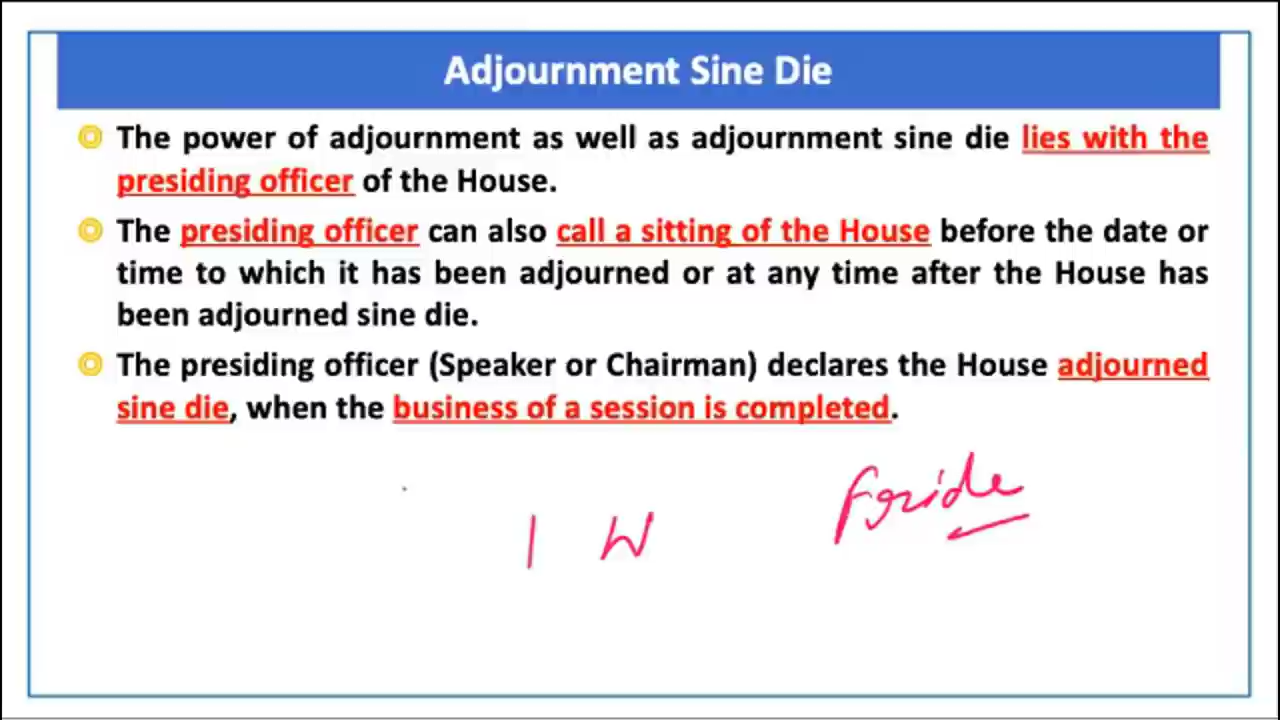 Adjournment Sine Die
The power of adjournment as well as adjournment sine die lies with the
presiding officer of the House.
The presiding officer can also call a sitting of the House before the date or
time to which it has been adjourned or at any time after the House has
been adjourned sine die.
The presiding officer (Speaker or Chairman) declares the House adjourned
sine die, when the business of a session is completed.
1 W